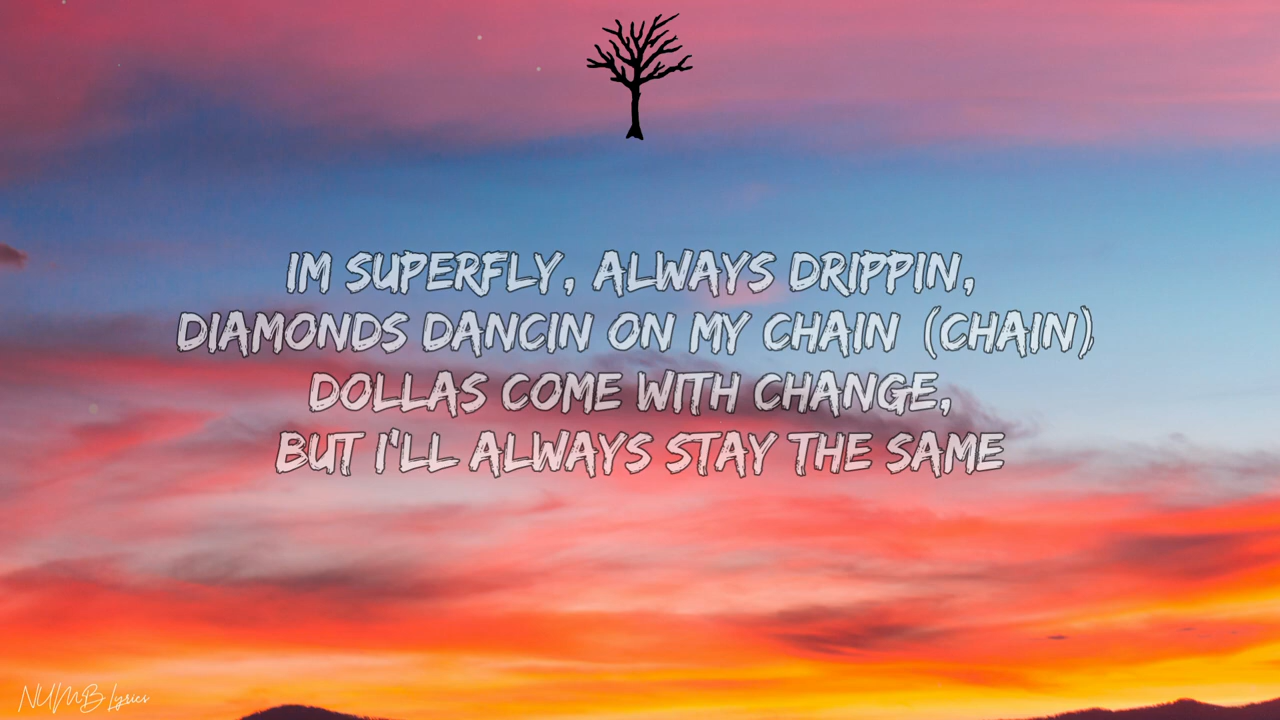 IM SUPERFLY, ALWAYS DRIPPIN,
DIAMONDS DANCIN ON MY CHAIN (CHAIN)
DOLLAS COME WITH CHANGE,
BUT I'LL ALWAYS STAY THE SAME
NUMB Lyrics